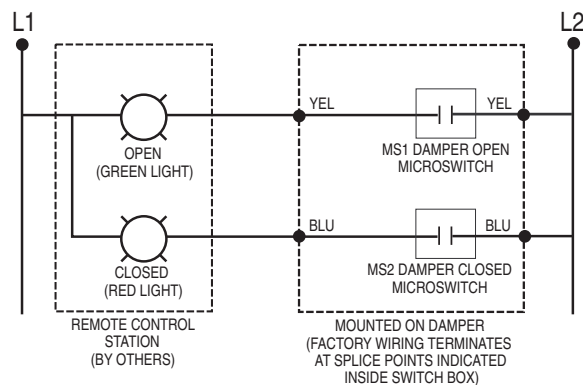 L1
L2
YEL
YEL
OPEN
(GREEN LIGHT)
MS1 DAMPER OPEN
MICROSWITCH
BLU
BLU
CLOSED
(RED LIGHT)
MS2 DAMPER CLOSED
MICROSWITCH
REMOTE CONTROL
STATION
(BY OTHERS)
MOUNTED ON DAMPER
(FACTORY WIRING TERMINATES
AT SPLICE POINTS INDICATED
INSIDE SWITCH BOX)